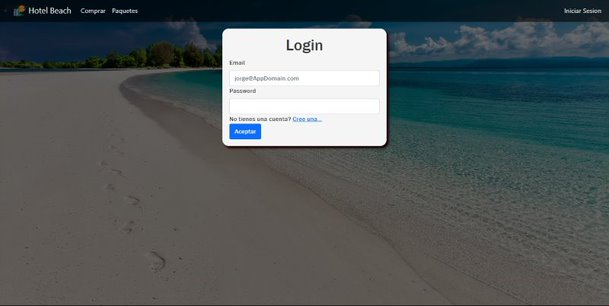 Hotel Beach Comprar Paquetes Iniciar Sesion
Login
Email
jorge@AppDomain.com
Password
No tienes una cuenta? Cree una...
Aceptar